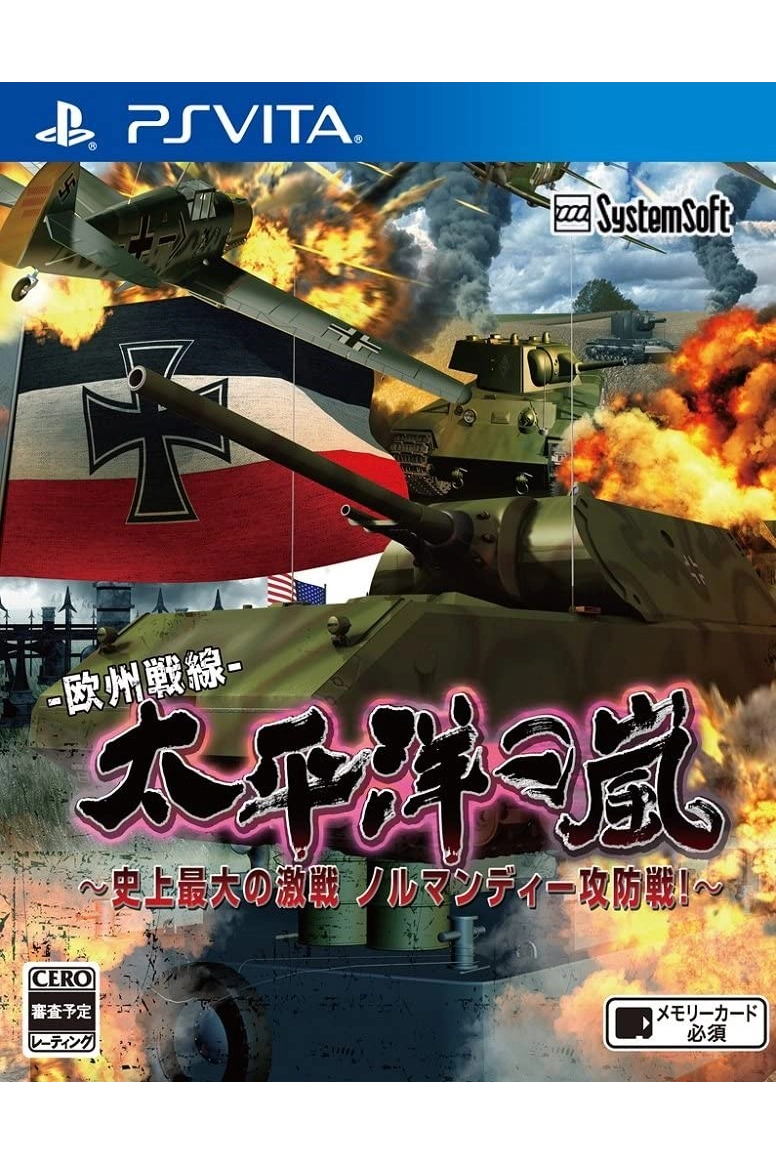 PSVITA
SystemSoft
-欧州戦線-
太平洋の嵐
～史上最大の激戦 ノルマンディー攻防戦!～
CERO
審査予定
レーティング
メモリーカード
必須